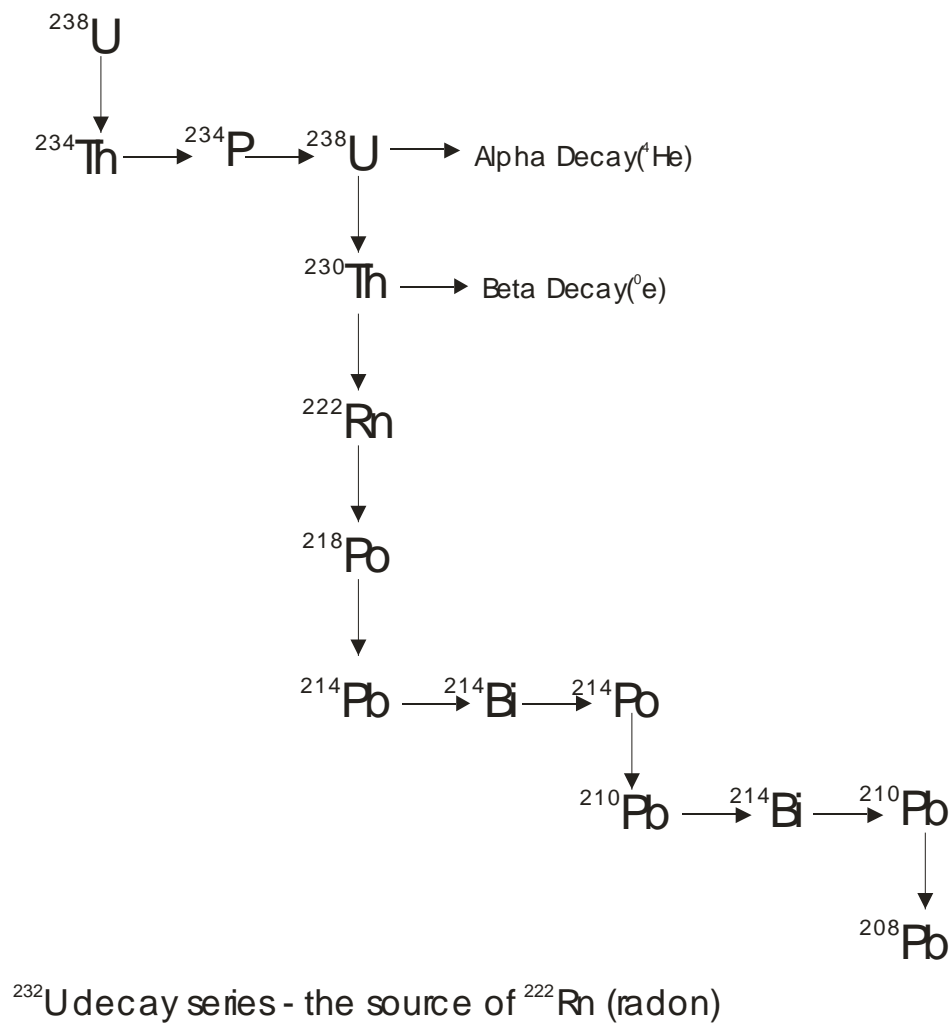 ²³⁸U
²³⁴Th ²³⁴P ²³⁸U Alpha Decay(⁴He)
²³⁰Th Beta Decay(⁰e)
²²²Rn
²¹⁸Po
²¹⁴Pb ²¹⁴Bi ²¹⁴Po
²¹⁰Pb ²¹⁴Bi ²¹⁰Pb
²⁰⁸Pb
²³²U decay series - the source of ²²²Rn (radon)